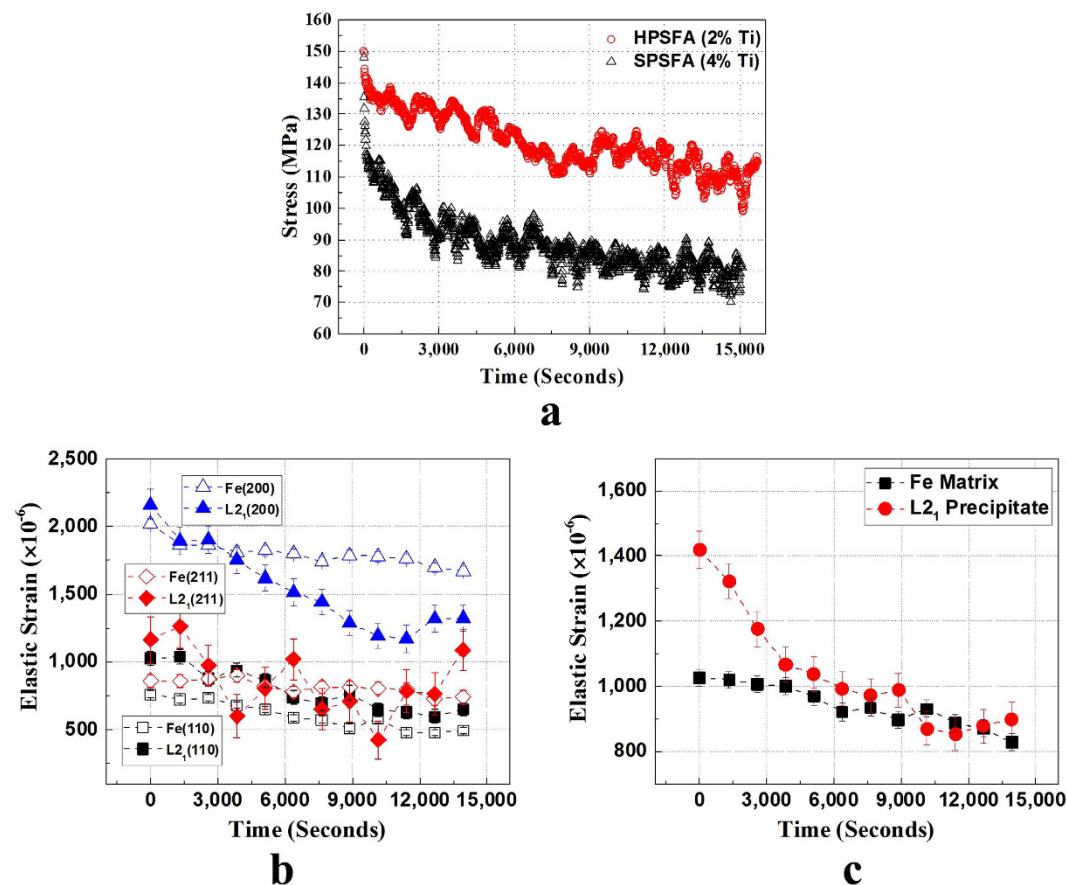 160
150
140
130
120
110
100
90
80
70
60
Stress (MPa)
HPSFA (2% Ti)
SPSFA (4% Ti)
0 3,000 6,000 9,000 12,000 15,000
Time (Seconds)
a
2,500
2,000
1,500
1,000
500
Elastic Strain (×10⁻⁶)
Fe(200)
L2₁(200)
Fe(211)
L2₁(211)
Fe(110)
L2₁(110)
0 3,000 6,000 9,000 12,000 15,000
Time (Seconds)
b
1,600
1,400
1,200
1,000
800
Elastic Strain (×10⁻⁶)
Fe Matrix
L2₁ Precipitate
0 3,000 6,000 9,000 12,000 15,000
Time (Seconds)
c